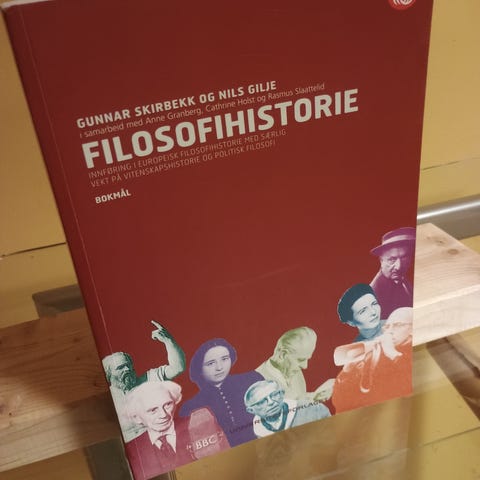 GUNNAR SKIRBEKK OG NILS GILJE
i samarbeid med Anne Granberg, Cathrine Holst og Rasmus Slaattelid
FILOSOFIHISTORIE
INNFØRING I EUROPEISK FILOSOFIHISTORIE MED SÆRLIG
VEKT PÅ VITENSKAPSHISTORIE OG POLITISK FILOSOFI
BOKMÅL
BBC